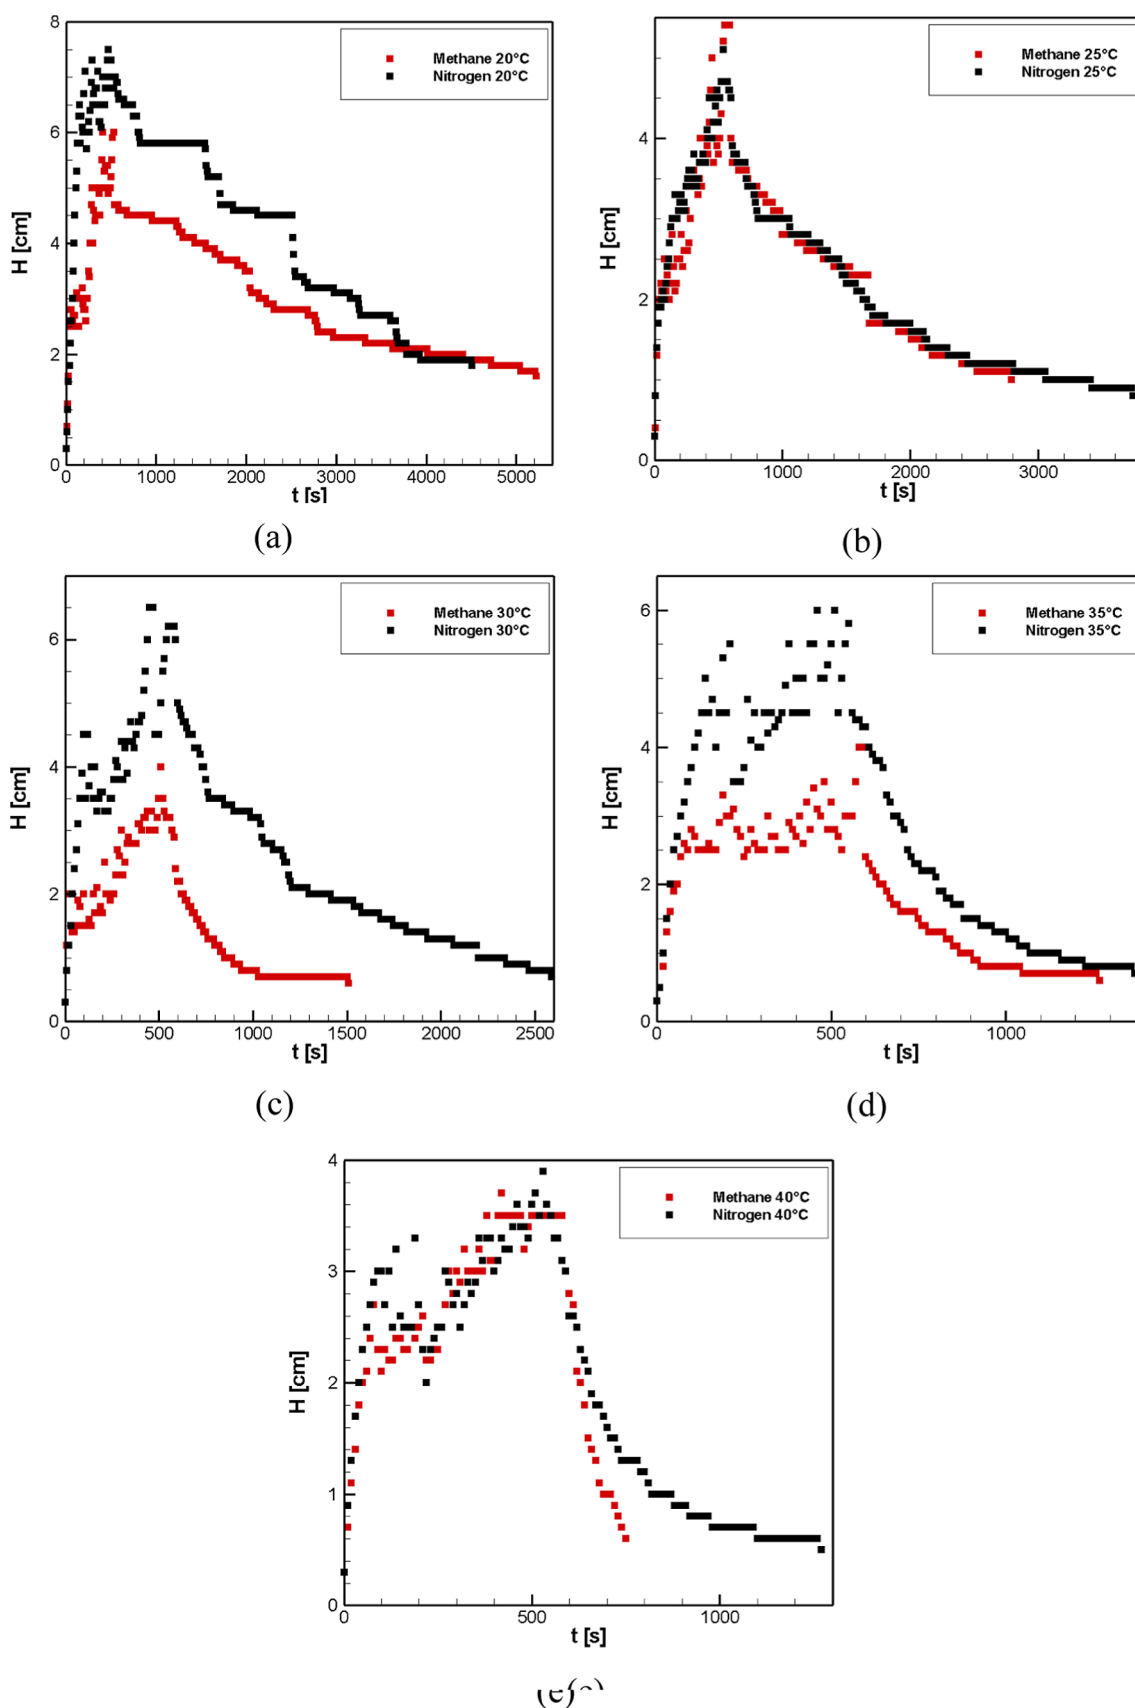 8
6
4
2
0
H [cm]
Methane 20°C
Nitrogen 20°C
0 1000 2000 3000 4000 5000
t [s]
(a)
4
2
0
H [cm]
Methane 25°C
Nitrogen 25°C
0 1000 2000 3000
t [s]
(b)
6
4
2
0
H [cm]
Methane 30°C
Nitrogen 30°C
0 500 1000 1500 2000 2500
t [s]
(c)
6
4
2
0
H [cm]
Methane 35°C
Nitrogen 35°C
0 500 1000
t [s]
(d)
4
3
2
1
0
H [cm]
Methane 40°C
Nitrogen 40°C
0 500 1000
t [s]
(e)